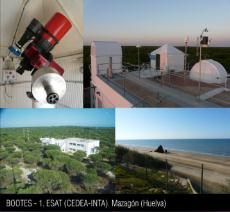 BOOTES - 1. ESAT (CEDEA-INTA). Mazagón (Huelva)